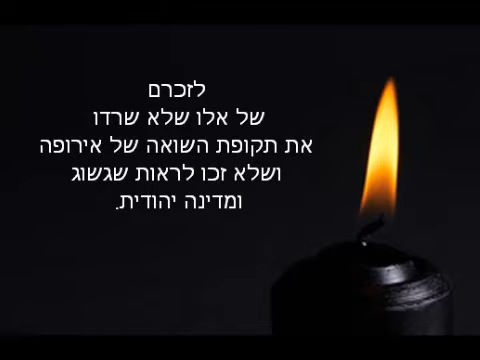 לזכרם
של אלו שלא שרדו
את תקופת השואה של אירופה
ושלא זכו לראות שגשוג
ומדינה יהודית.